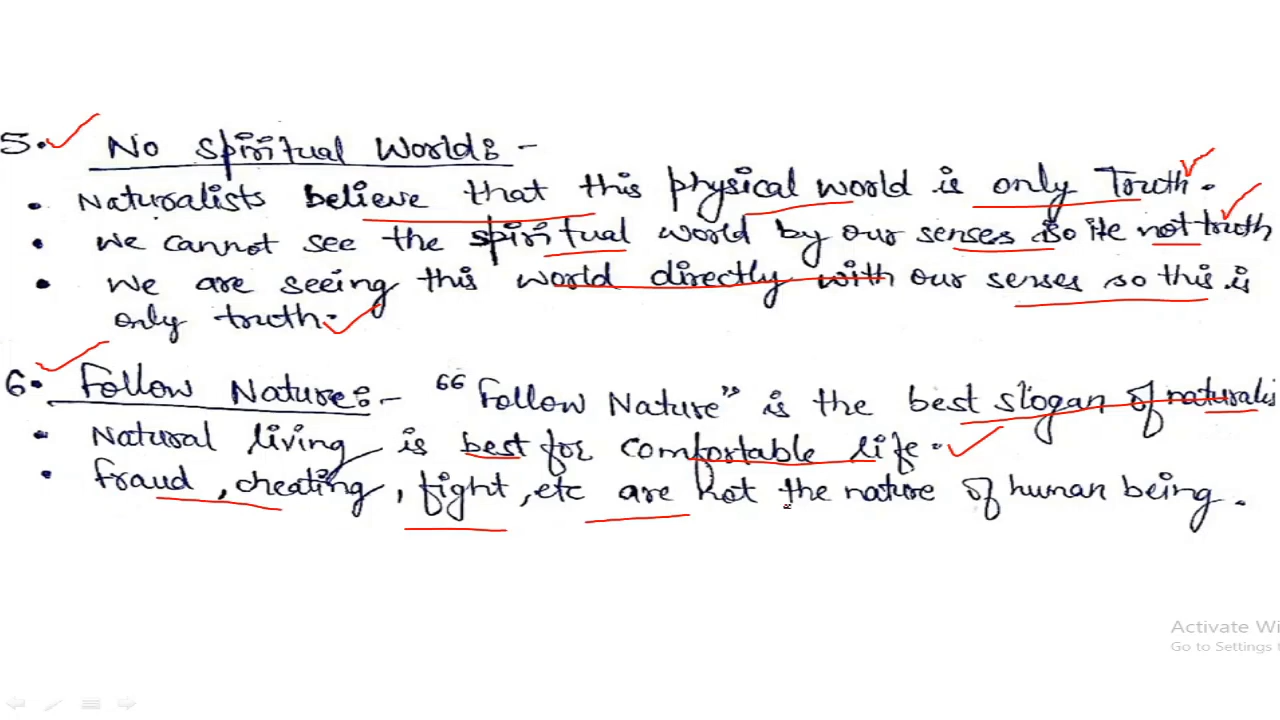 5. No Spiritual World:-
• Naturalists believe that this physical world is only Truth.
• We cannot see the spiritual world by our senses so its not truth
• We are seeing this world directly with our senses so this is
only truth.
6. Follow Nature:- "Follow Nature" is the best slogan of naturalis
• Natural living is best for comfortable life.
• fraud, cheating, fight, etc are not the nature of human being.
Activate Wi
Go to Settings t